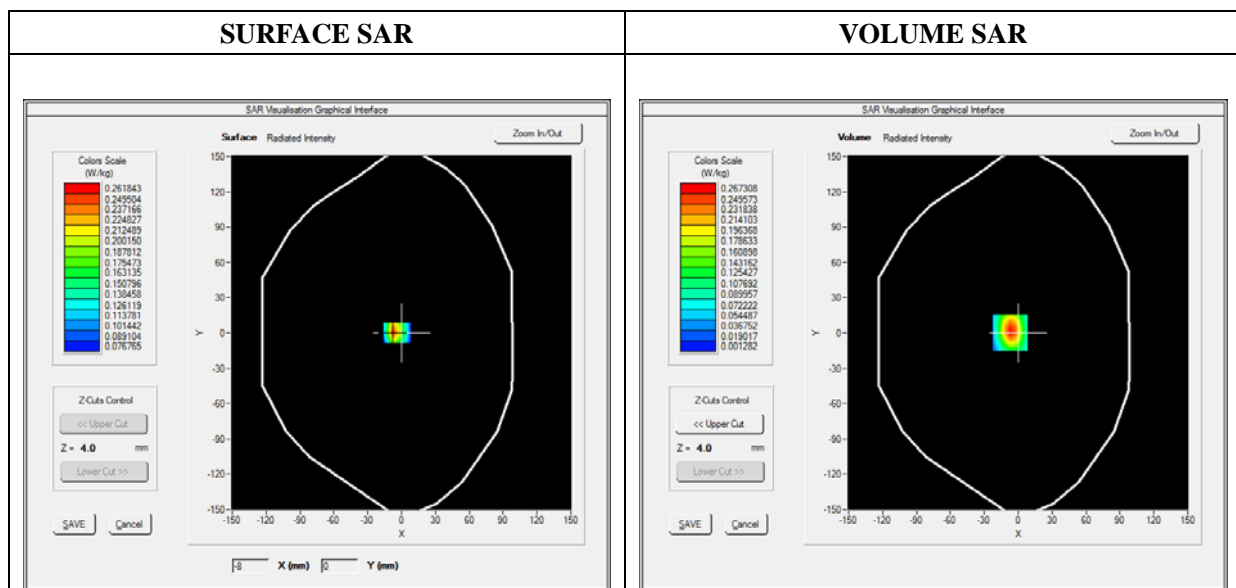 SURFACE SAR
VOLUME SAR
SAR Visualisation Graphical Interface
Surface Radiated Intensity
Zoom In/Out
Colors Scale
(W/kg)
0.261843
0.249504
0.237166
0.224827
0.212489
0.200150
0.187812
0.175473
0.163135
0.150796
0.138458
0.126119
0.113781
0.101442
0.089104
0.076765
Z-Cuts Control
<< Upper Cut
Z = 4.0 mm
Lower Cut >>
SAVE Cancel
150
120
90
60
30
0
-30
-60
-90
-120
-150
Y
-150 -120 -90 -60 -30 0 30 60 90 120 150
X
-8 X (mm) 0 Y (mm)
SAR Visualisation Graphical Interface
Volume Radiated Intensity
Zoom In/Out
Colors Scale
(W/kg)
0.267308
0.249573
0.231838
0.214103
0.196368
0.178633
0.160898
0.143162
0.125427
0.107692
0.089957
0.072222
0.054487
0.036752
0.019017
0.001282
Z-Cuts Control
<< Upper Cut
Z = 4.0 mm
Lower Cut >>
SAVE Cancel
150
120
90
60
30
0
-30
-60
-90
-120
-150
Y
-150 -120 -90 -60 -30 0 30 60 90 120 150
X